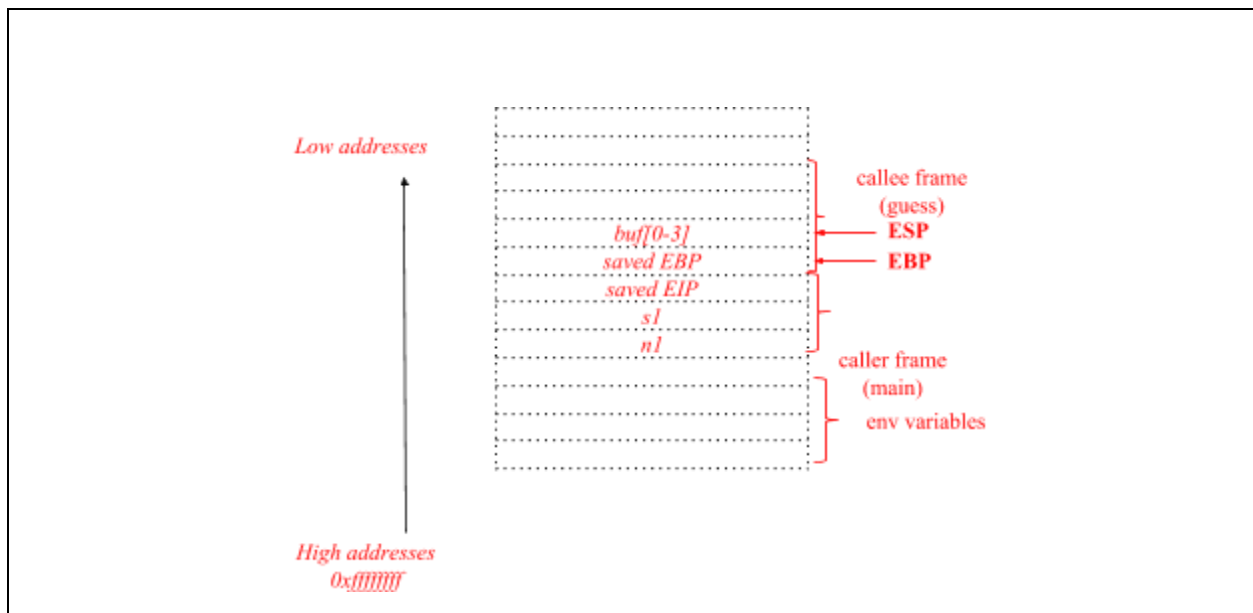 Low addresses
callee frame
(guess)
buf[0-3]
ESP
saved EBP
EBP
saved EIP
s1
n1
caller frame
(main)
env variables
High addresses
0xffffffff